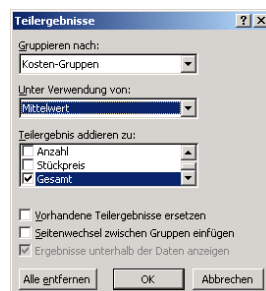 Teilergebnisse
Gruppieren nach:
Kosten-Gruppen
Unter Verwendung von:
Mittelwert
Teilergebnis addieren zu:
Anzahl
Stückpreis
Gesamt
Vorhandene Teilergebnisse ersetzen
Seitenwechsel zwischen Gruppen einfügen
Ergebnisse unterhalb der Daten anzeigen
Alle entfernen OK Abbrechen